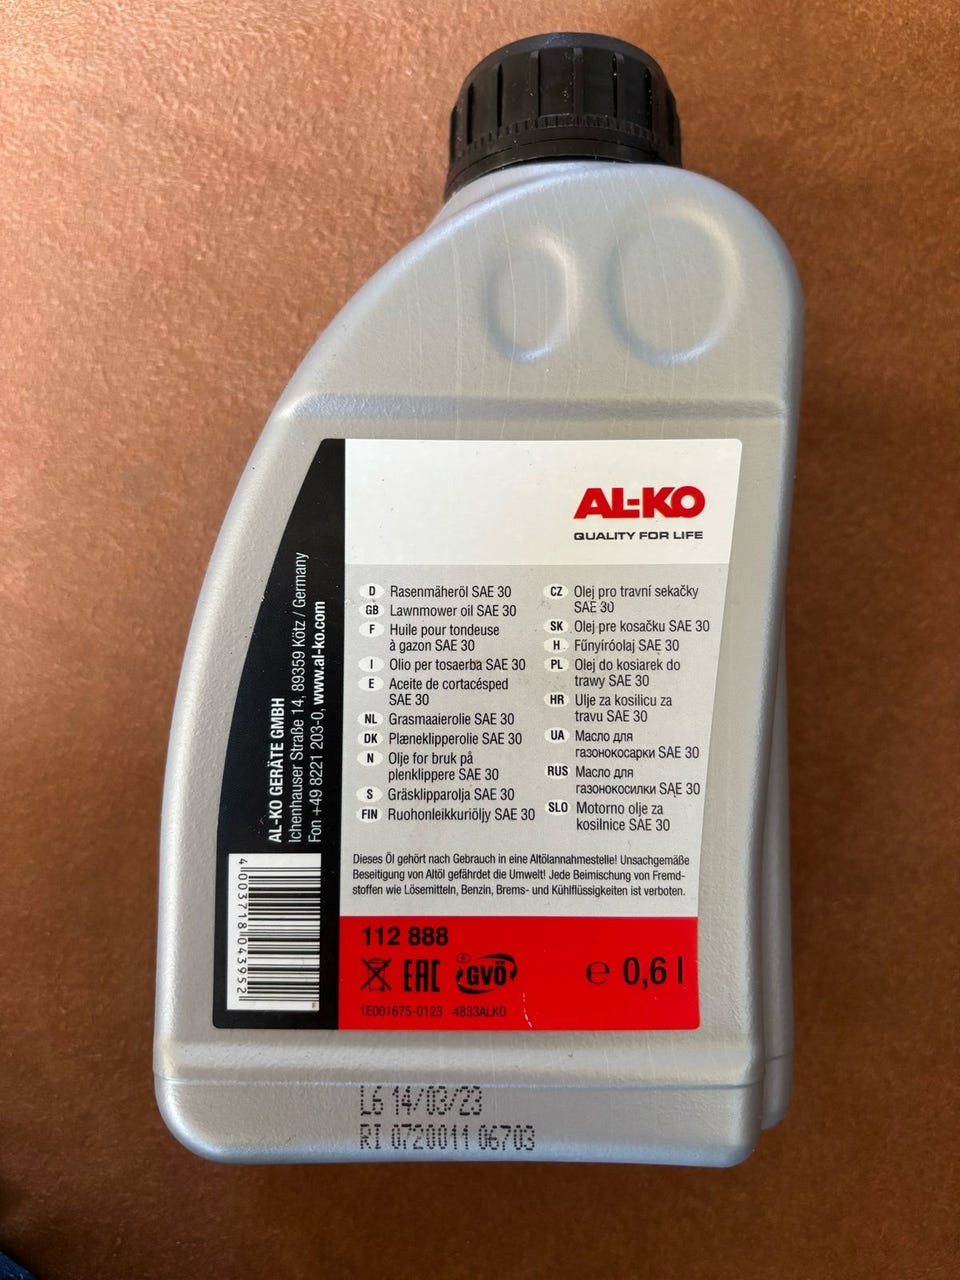 AL-KO
QUALITY FOR LIFE
D Rasenmäheröl SAE 30
GB Lawnmower oil SAE 30
F Huile pour tondeuse
à gazon SAE 30
I Olio per tosaerba SAE 30
E Aceite de cortacésped
SAE 30
NL Grasmaaierolie SAE 30
DK Plæneklipperolie SAE 30
N Olje for bruk på
plenklippere SAE 30
S Gräsklipparolja SAE 30
FIN Ruohonleikkuriöljy SAE 30
CZ Olej pro travní sekačky
SAE 30
SK Olej pre kosačku SAE 30
H Fűnyíróolaj SAE 30
PL Olej do kosiarek do
trawy SAE 30
HR Ulje za kosilicu za
travu SAE 30
UA Масло для
газонокосарки SAE 30
RUS Масло для
газонокосилки SAE 30
SLO Motorno olje za
kosilnice SAE 30
Dieses Öl gehört nach Gebrauch in eine Altölannahmestelle! Unsachgemäße
Beseitigung von Altöl gefährdet die Umwelt! Jede Beimischung von Fremd-
stoffen wie Lösemitteln, Benzin, Brems- und Kühlflüssigkeiten ist verboten.
112 888
EAC GVÖ ℮ 0,6 l
1E001675-0123 4833ALKO
AL-KO GERÄTE GMBH
Ichenhauser Straße 14, 89359 Kötz / Germany
Fon +49 8221 203-0, www.al-ko.com
4 003718 043952
L6 14/03/23
RI 0720011 06703